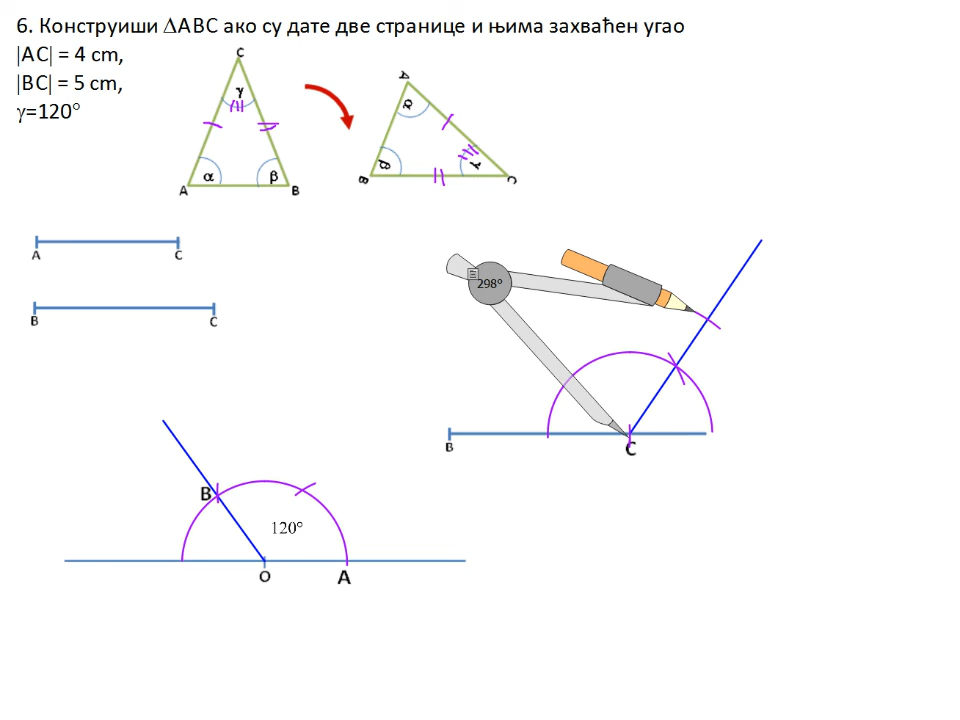 6. Конструиши ∆ABC ако су дате две странице и њима захваћен угао
|AC| = 4 cm,
|BC| = 5 cm,
γ=120°
C
γ
α
β
A
B
A
α
β
γ
B
C
A
C
B
C
298°
B
C
B
120°
O
A